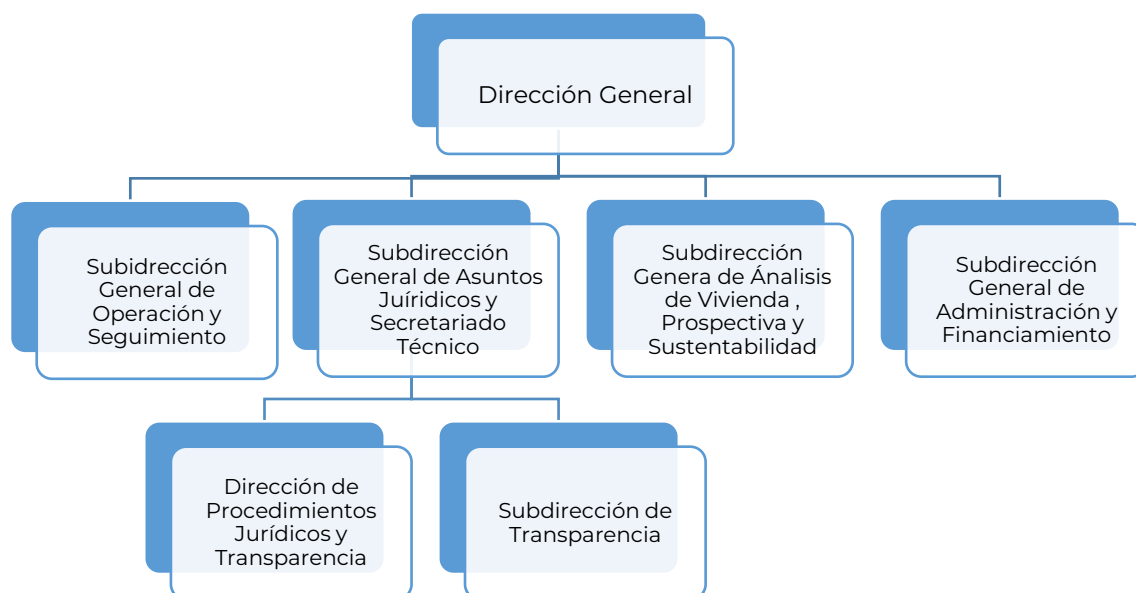 Dirección General
Subidrección
General de
Operación y
Seguimiento
Subdirección
General de Asuntos
Juíridicos y
Secretariado
Técnico
Subdirección
Genera de Ánalisis
de Vivienda ,
Prospectiva y
Sustentabilidad
Subdirección
General de
Administración y
Financiamiento
Dirección de
Procedimientos
Jurídicos y
Transparencia
Subdirección de
Transparencia